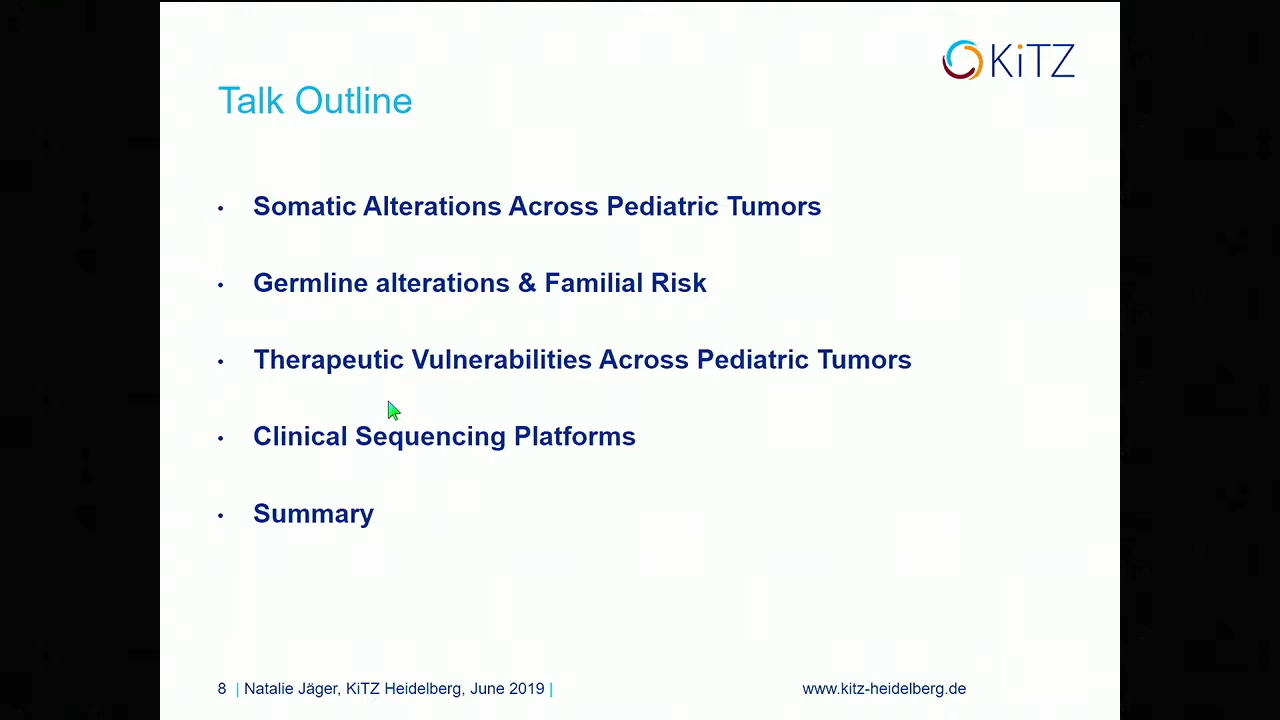 KiTZ
Talk Outline
• Somatic Alterations Across Pediatric Tumors
• Germline alterations & Familial Risk
• Therapeutic Vulnerabilities Across Pediatric Tumors
• Clinical Sequencing Platforms
• Summary
8 | Natalie Jäger, KiTZ Heidelberg, June 2019 | www.kitz-heidelberg.de